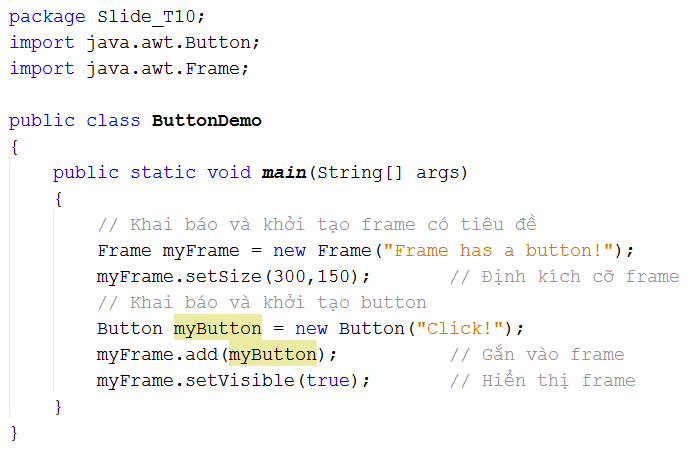 package Slide_T10;
import java.awt.Button;
import java.awt.Frame;
public class ButtonDemo
{
public static void main(String[] args)
{
// Khai báo và khởi tạo frame có tiêu đề
Frame myFrame = new Frame("Frame has a button!");
myFrame.setSize(300,150); // Định kích cỡ frame
// Khai báo và khởi tạo button
Button myButton = new Button("Click!");
myFrame.add(myButton); // Gắn vào frame
myFrame.setVisible(true); // Hiển thị frame
}
}